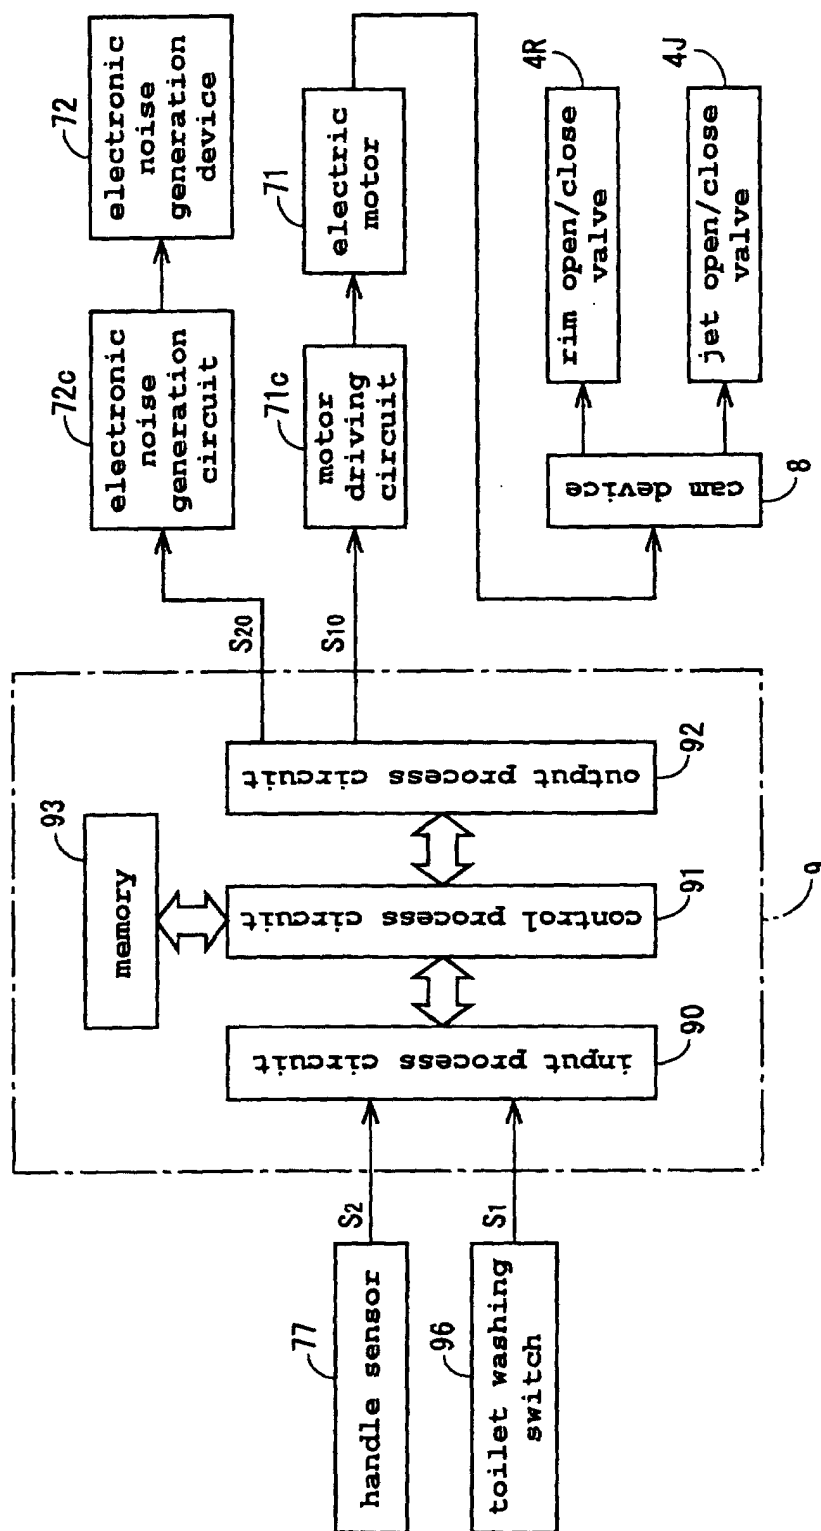 handle sensor
77
toilet washing
switch
96
S2
S1
input process circuit
90
control process circuit
91
output process circuit
92
memory
93
9
S20
S10
electronic
noise
generation
circuit
72c
electronic
noise
generation
device
72
motor
driving
circuit
71c
electric
motor
71
cam device
8
rim open/close
valve
4R
jet open/close
valve
4J